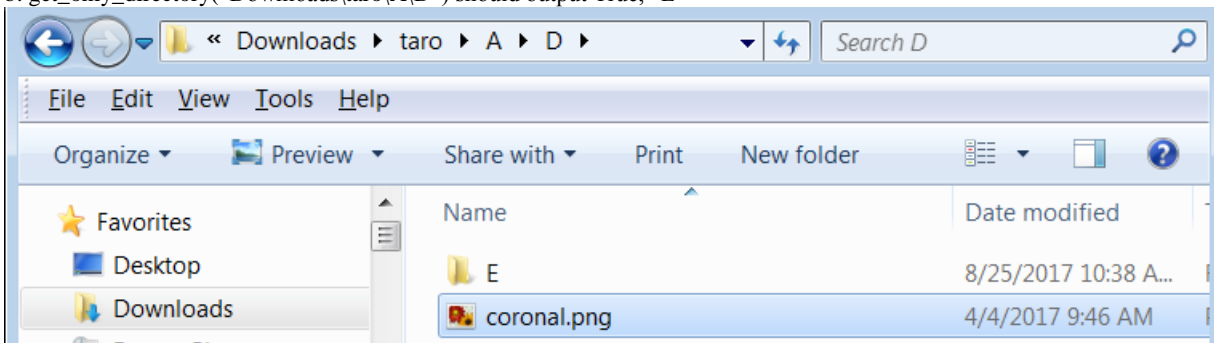 « Downloads ▸ taro ▸ A ▸ D ▸ Search D
File Edit View Tools Help
Organize ▾ Preview ▾ Share with ▾ Print New folder
Name Date modified
Favorites
Desktop
E 8/25/2017 10:38 A...
Downloads
coronal.png 4/4/2017 9:46 AM